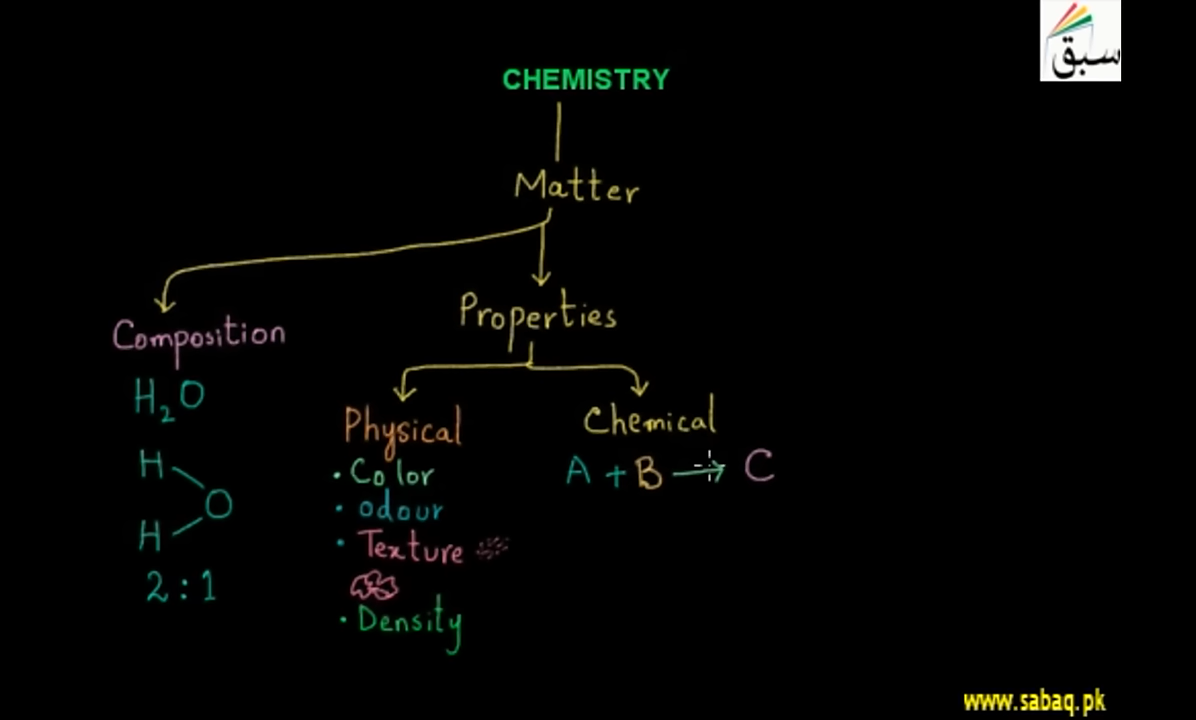 سبق
CHEMISTRY
Matter
Composition
H₂O
H
O
H
2 : 1
Properties
Physical
• Color
• odour
• Texture
• Density
Chemical
A + B → C
www.sabaq.pk